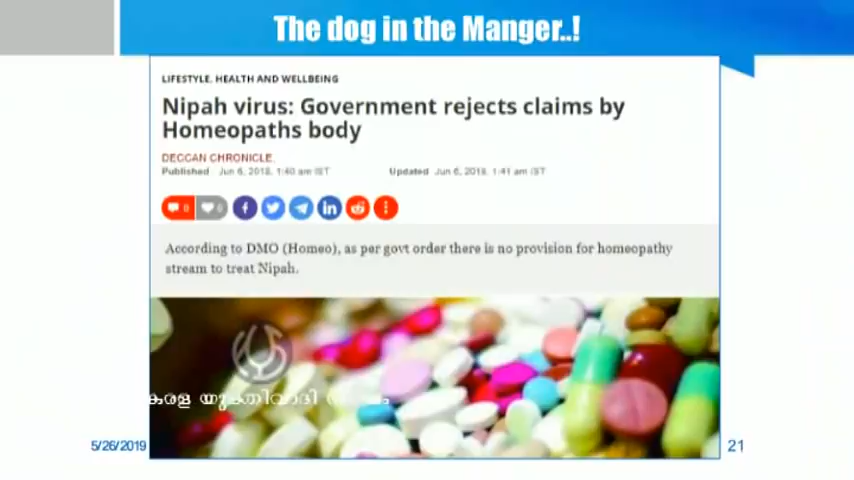 The dog in the Manger..!
LIFESTYLE, HEALTH AND WELLBEING
Nipah virus: Government rejects claims by
Homeopaths body
DECCAN CHRONICLE.
Published Jun 6, 2018, 1:40 am IST Updated Jun 6, 2018, 1:41 am IST
0 0
According to DMO (Homeo), as per govt order there is no provision for homeopathy
stream to treat Nipah.
കേരള യുക്തിവാദി
5/26/2019
21